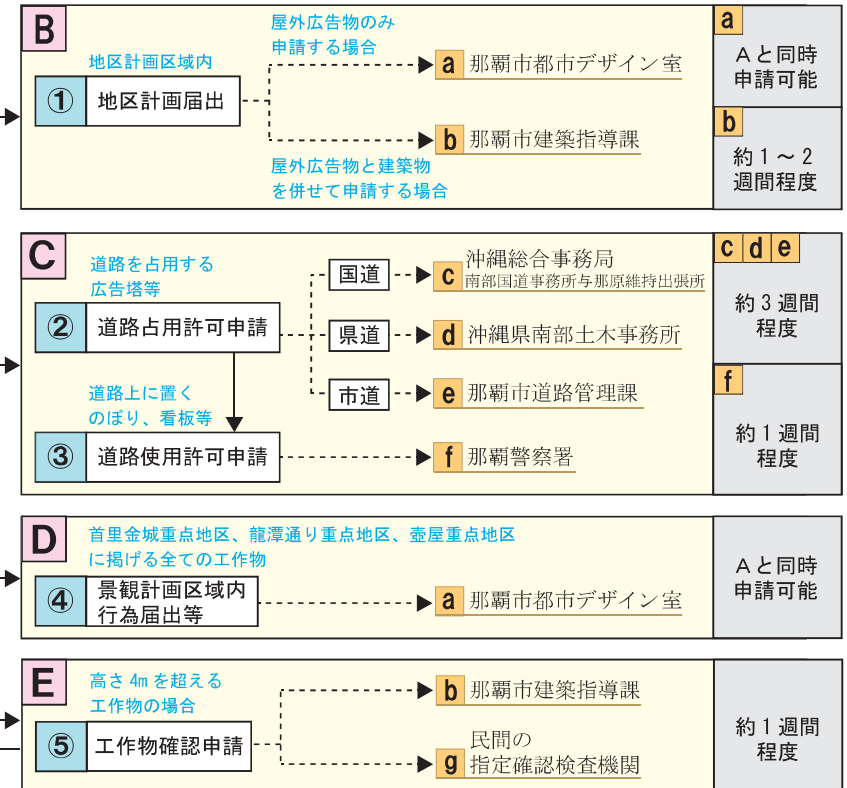 B
地区計画区域内
① 地区計画届出
屋外広告物のみ
申請する場合
a 那覇市都市デザイン室
b 那覇市建築指導課
屋外広告物と建築物
を併せて申請する場合
a
Aと同時
申請可能
b
約1～2
週間程度
C
道路を占用する
広告塔等
② 道路占用許可申請
国道
c 沖縄総合事務局
南部国道事務所与那原維持出張所
県道
d 沖縄県南部土木事務所
市道
e 那覇市道路管理課
道路上に置く
のぼり、看板等
③ 道路使用許可申請
f 那覇警察署
c d e
約3週間
程度
f
約1週間
程度
D
首里金城重点地区、龍潭通り重点地区、壺屋重点地区
に掲げる全ての工作物
④ 景観計画区域内
行為届出等
a 那覇市都市デザイン室
Aと同時
申請可能
E
高さ4mを超える
工作物の場合
⑤ 工作物確認申請
b 那覇市建築指導課
g 民間の
指定確認検査機関
約1週間
程度